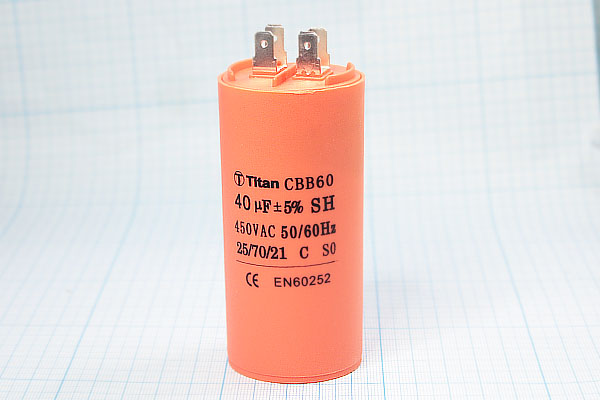 Titan CBB60
40 μF±5% SH
450VAC 50/60Hz
25/70/21 C S0
CE EN60252